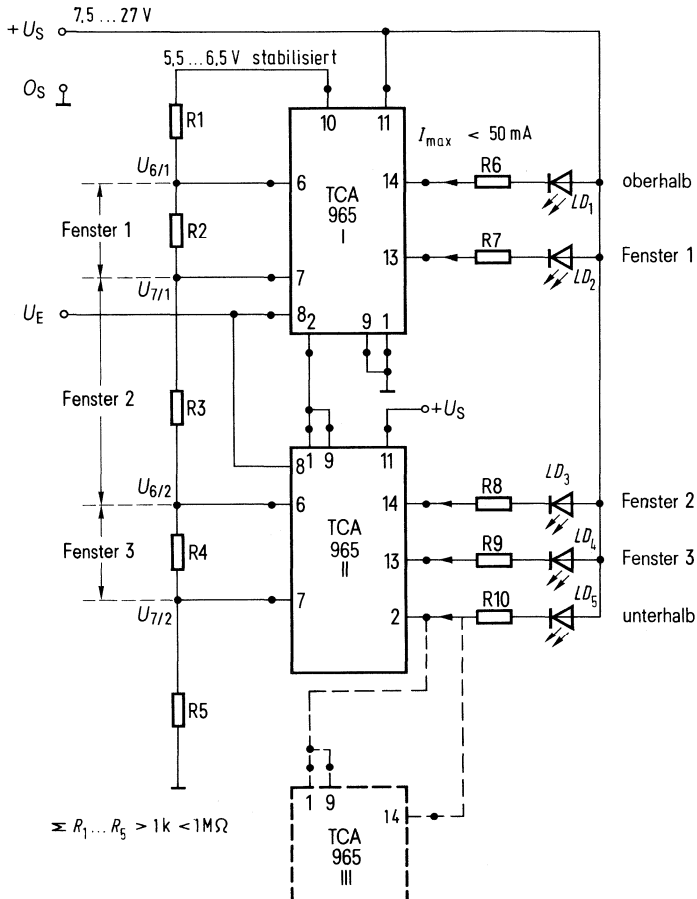 7,5 ... 27 V
+U_S
5,5 ... 6,5 V stabilisiert
O_S
R1
10
11
I_max < 50 mA
U_6/1
6
TCA
965
I
14
R6
LD_1
oberhalb
Fenster 1
R2
13
R7
LD_2
Fenster 1
7
U_7/1
U_E
8
2
9
1
Fenster 2
R3
+U_S
1
9
11
8
U_6/2
6
TCA
965
II
14
R8
LD_3
Fenster 2
Fenster 3
R4
13
R9
LD_4
Fenster 3
7
U_7/2
2
R10
LD_5
unterhalb
R5
1
9
14
TCA
965
III
Σ R_1 ... R_5 > 1 k < 1 MΩ